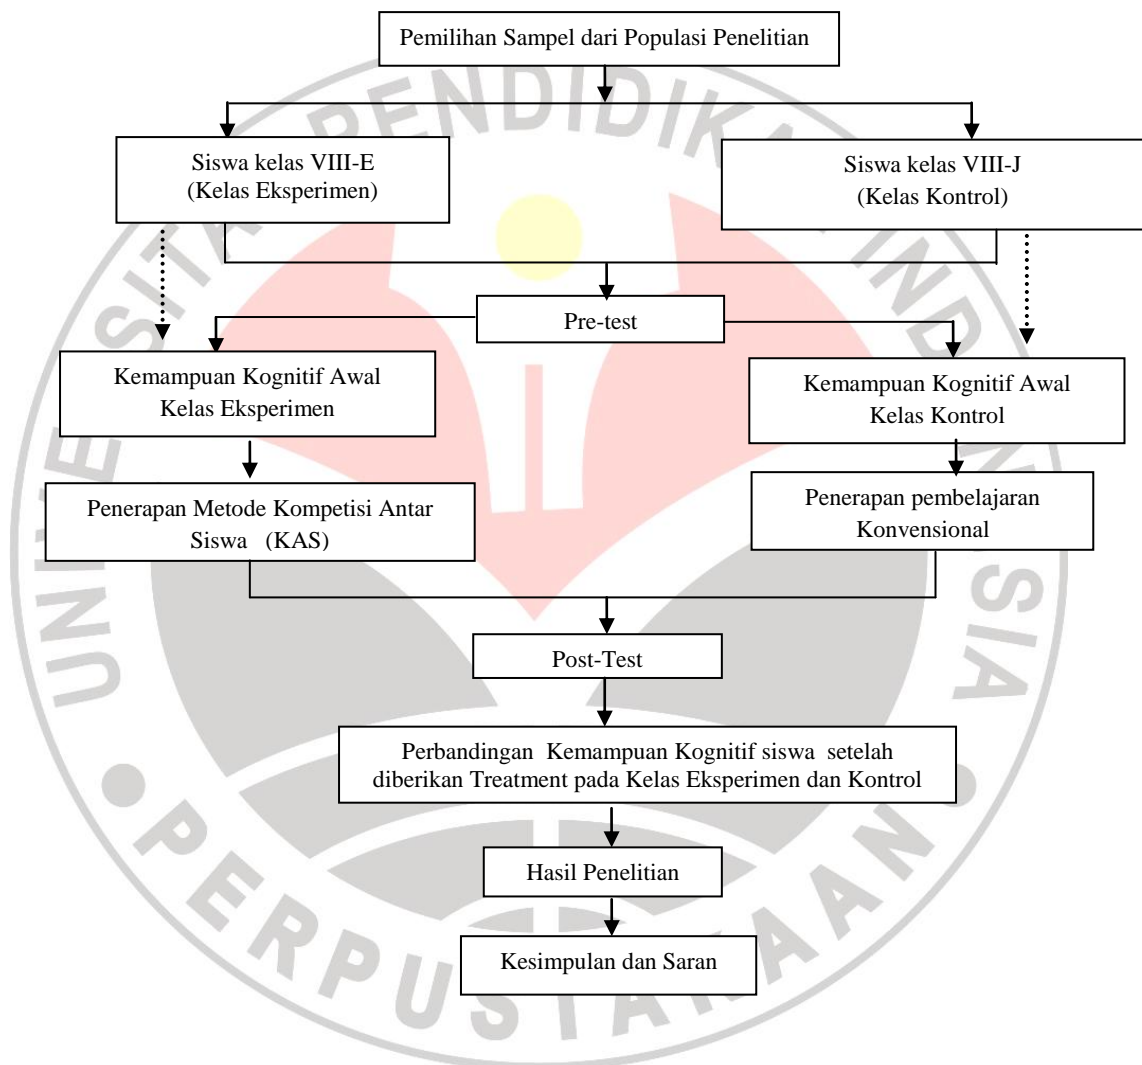 Pemilihan Sampel dari Populasi Penelitian
Siswa kelas VIII-E
(Kelas Eksperimen)
Siswa kelas VIII-J
(Kelas Kontrol)
Pre-test
Kemampuan Kognitif Awal
Kelas Eksperimen
Kemampuan Kognitif Awal
Kelas Kontrol
Penerapan Metode Kompetisi Antar
Siswa (KAS)
Penerapan pembelajaran
Konvensional
Post-Test
Perbandingan Kemampuan Kognitif siswa setelah
diberikan Treatment pada Kelas Eksperimen dan Kontrol
Hasil Penelitian
Kesimpulan dan Saran
PERPUSTAKAAN